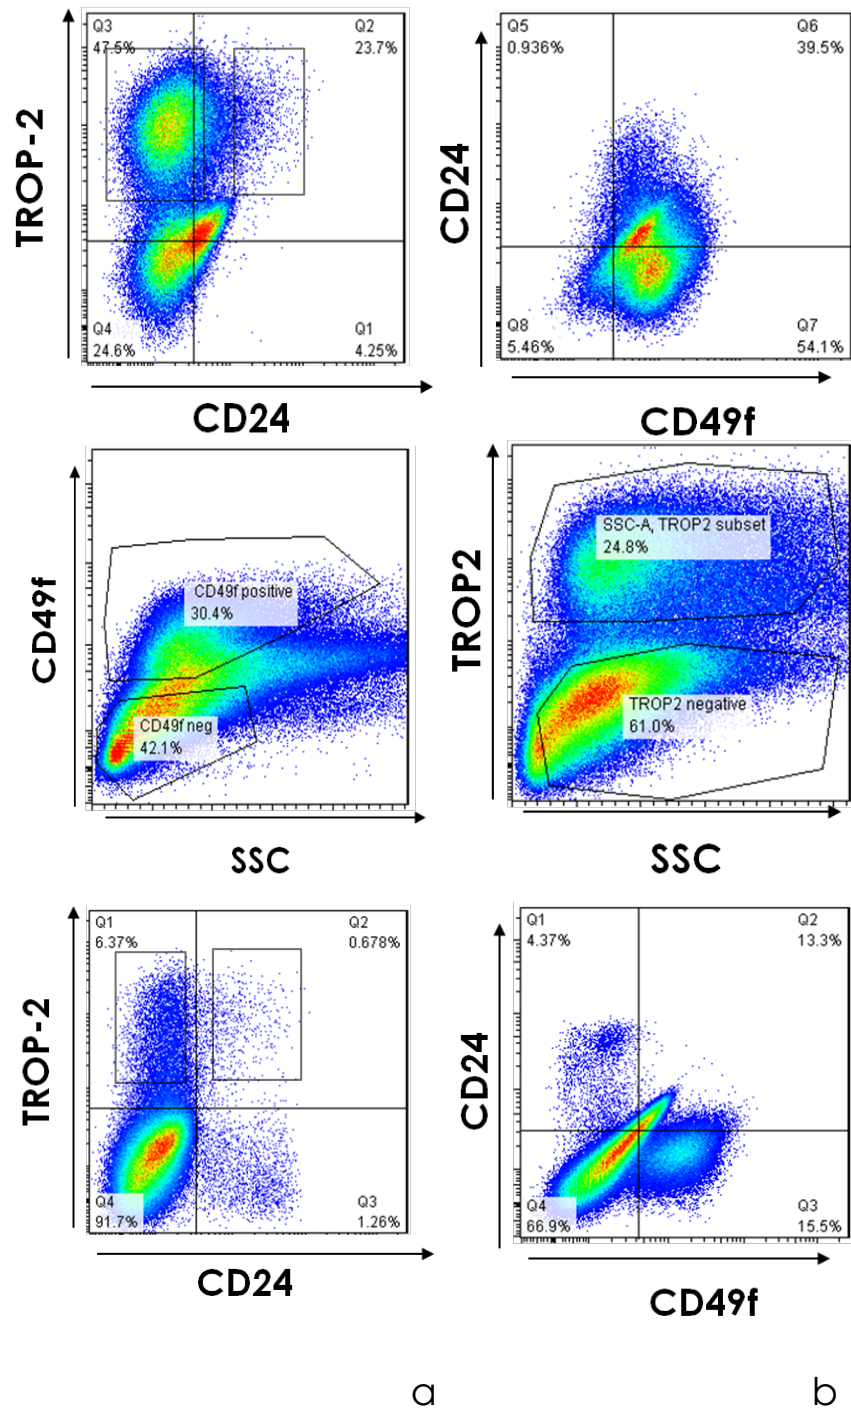 Q3
47.5%
Q2
23.7%
Q4
24.6%
Q1
4.25%
TROP-2
CD24
Q5
0.936%
Q6
39.5%
Q8
5.46%
Q7
54.1%
CD24
CD49f
CD49f positive
30.4%
CD49f neg
42.1%
CD49f
SSC
SSC-A, TROP2 subset
24.8%
TROP2 negative
61.0%
TROP2
SSC
Q1
6.37%
Q2
0.678%
Q4
91.7%
Q3
1.26%
TROP-2
CD24
Q1
4.37%
Q2
13.3%
Q4
66.9%
Q3
15.5%
CD24
CD49f
a
b